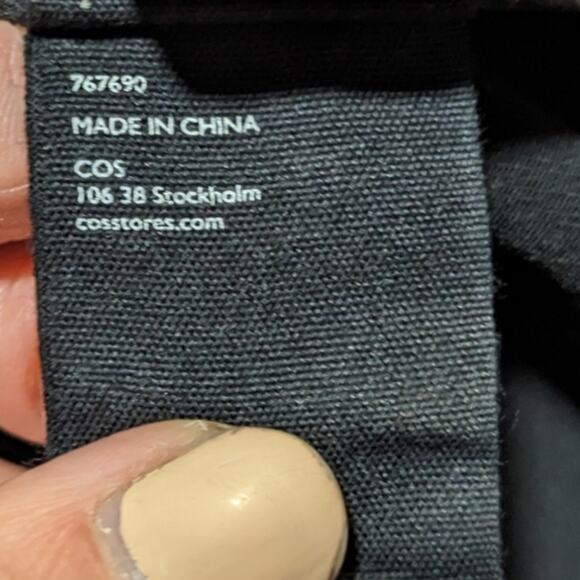 767690
MADE IN CHINA
COS
106 38 Stockholm
cosstores.com